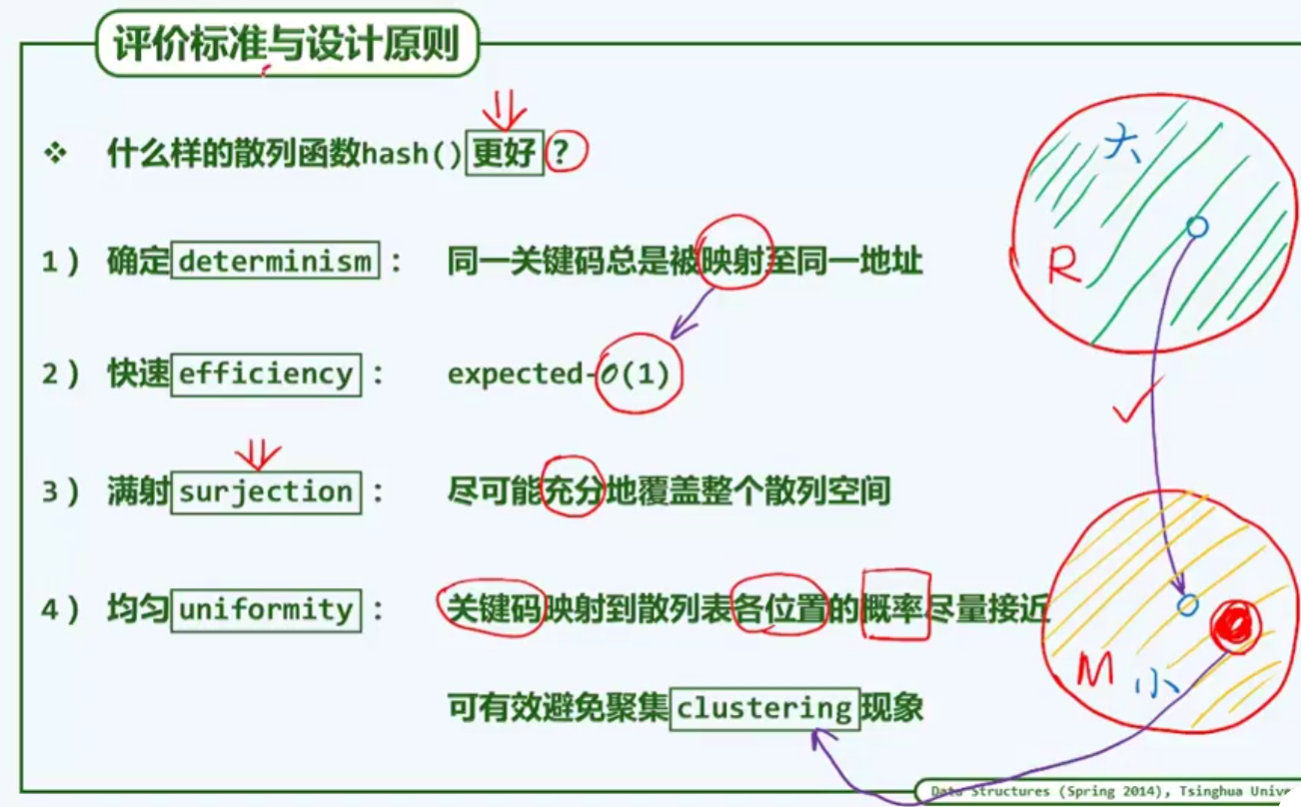 评价标准与设计原则
❖ 什么样的散列函数hash()更好?
1) 确定determinism: 同一关键码总是被映射至同一地址
2) 快速efficiency: expected-O(1)
3) 满射surjection: 尽可能充分地覆盖整个散列空间
4) 均匀uniformity: 关键码映射到散列表各位置的概率尽量接近
可有效避免聚集clustering现象
大
R
M 小
Data Structures (Spring 2014), Tsinghua